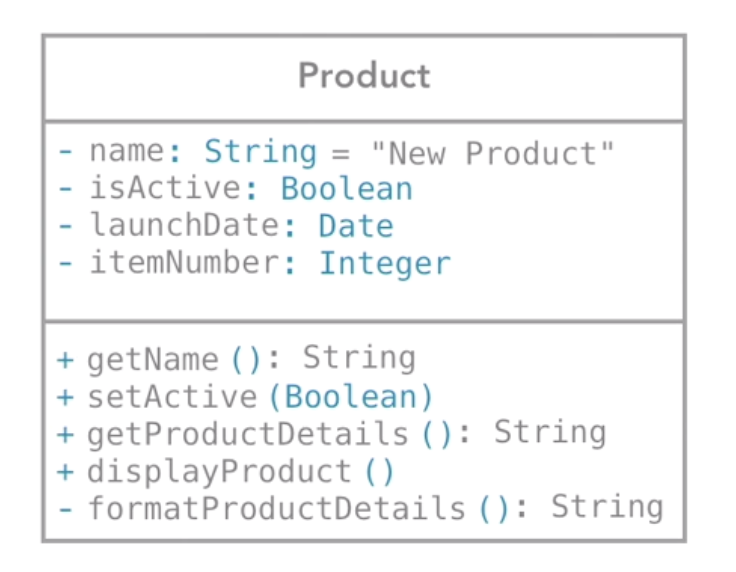 Product
- name: String = "New Product"
- isActive: Boolean
- launchDate: Date
- itemNumber: Integer
+ getName (): String
+ setActive (Boolean)
+ getProductDetails (): String
+ displayProduct ()
- formatProductDetails (): String